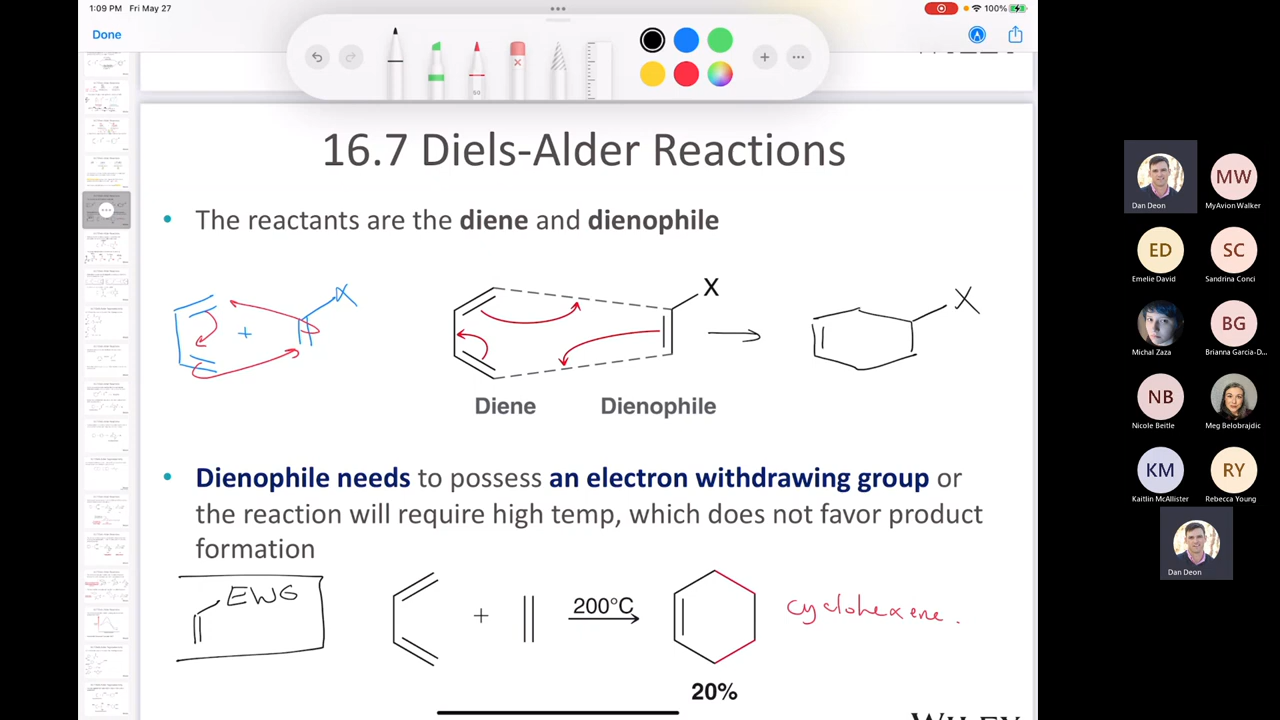 1:09 PM Fri May 27
100%
Done
16.7 Diels-Alder Reactions
• The reactants are the diene and dienophile
X
+
X
X
Diene
Dienophile
• Dienophile needs to possess an electron withdrawing group or
the reaction will require high temp, which does not favor product
formation
EWG
+
200°C
cyclohexene.
20%
Dan Deon
MW
MyAvion Walker
ED
Emelie David
SC
Sandrina Conci
Michal Zaza
BG
Brianna Garcia-D...
NB
Nicole Beitle
Meg Belobrajdic
KM
Kaitlin McAllister
RY
Rebecca Young
Dan Deon